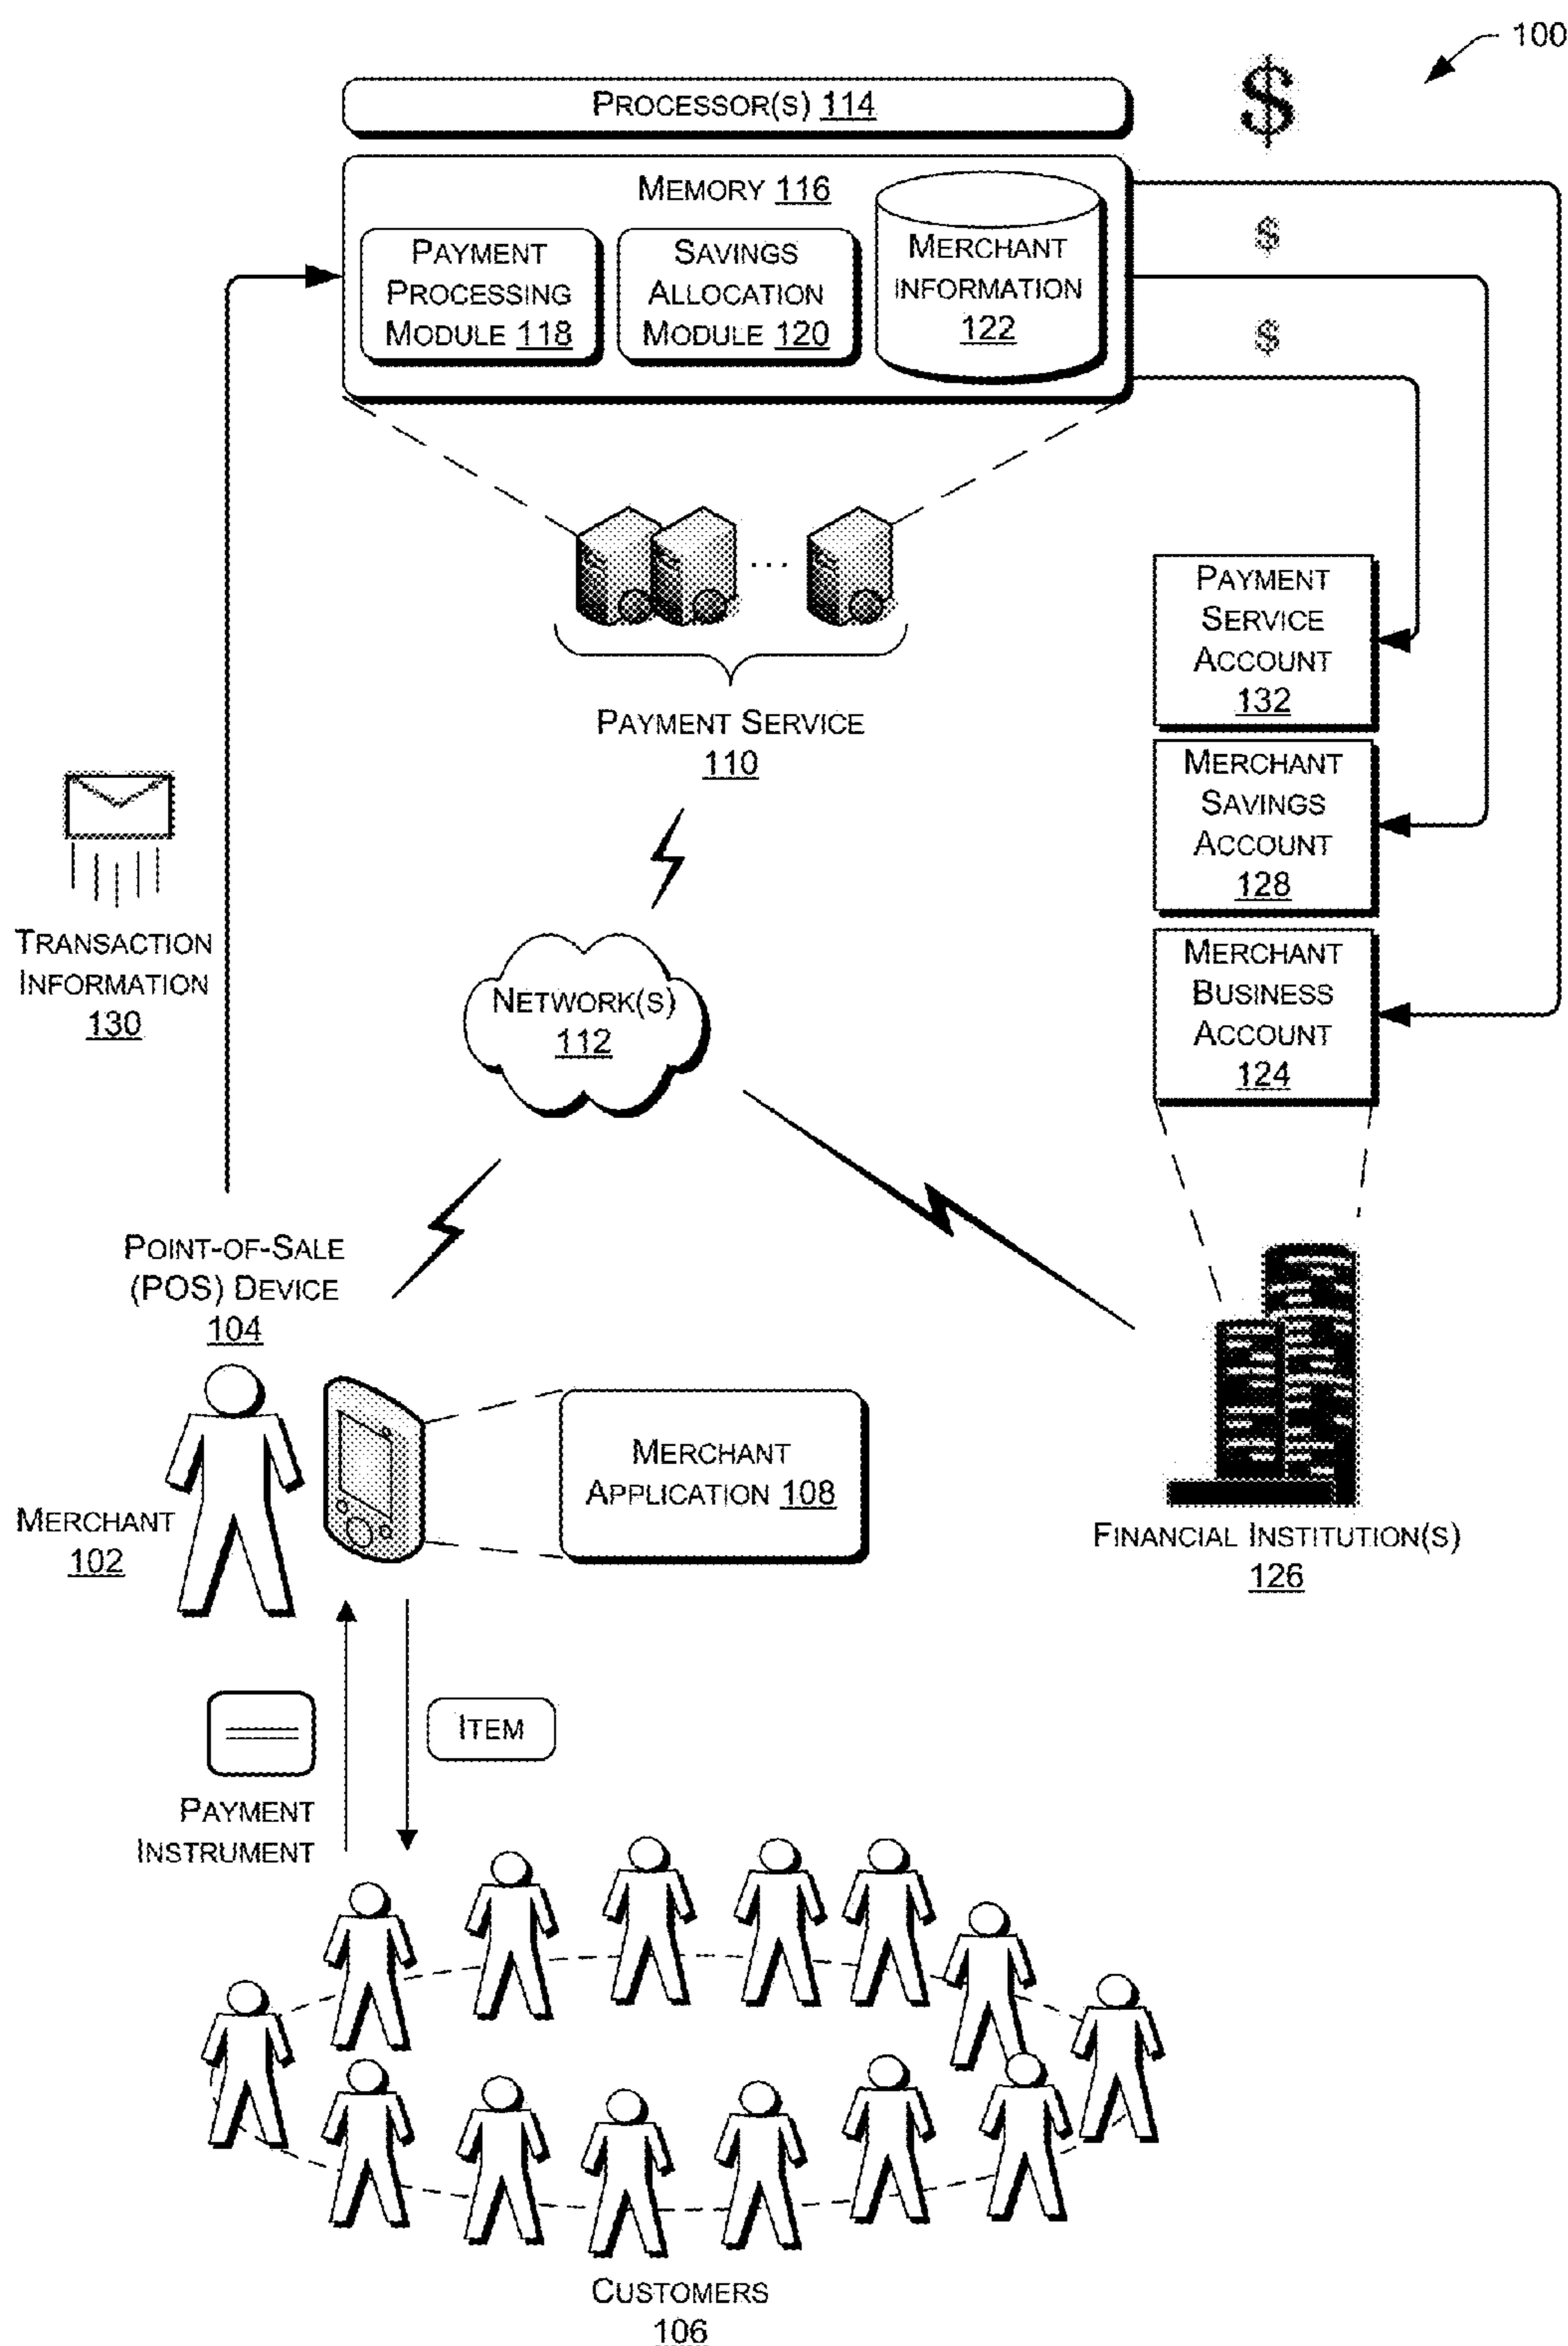 100
PROCESSOR(S) 114
$
MEMORY 116
PAYMENT
PROCESSING
MODULE 118
SAVINGS
ALLOCATION
MODULE 120
MERCHANT
INFORMATION
122
$
$
...
PAYMENT SERVICE
110
PAYMENT
SERVICE
ACCOUNT
132
MERCHANT
SAVINGS
ACCOUNT
128
MERCHANT
BUSINESS
ACCOUNT
124
TRANSACTION
INFORMATION
130
NETWORK(S)
112
POINT-OF-SALE
(POS) DEVICE
104
MERCHANT
102
MERCHANT
APPLICATION 108
FINANCIAL INSTITUTION(S)
126
ITEM
PAYMENT
INSTRUMENT
CUSTOMERS
106